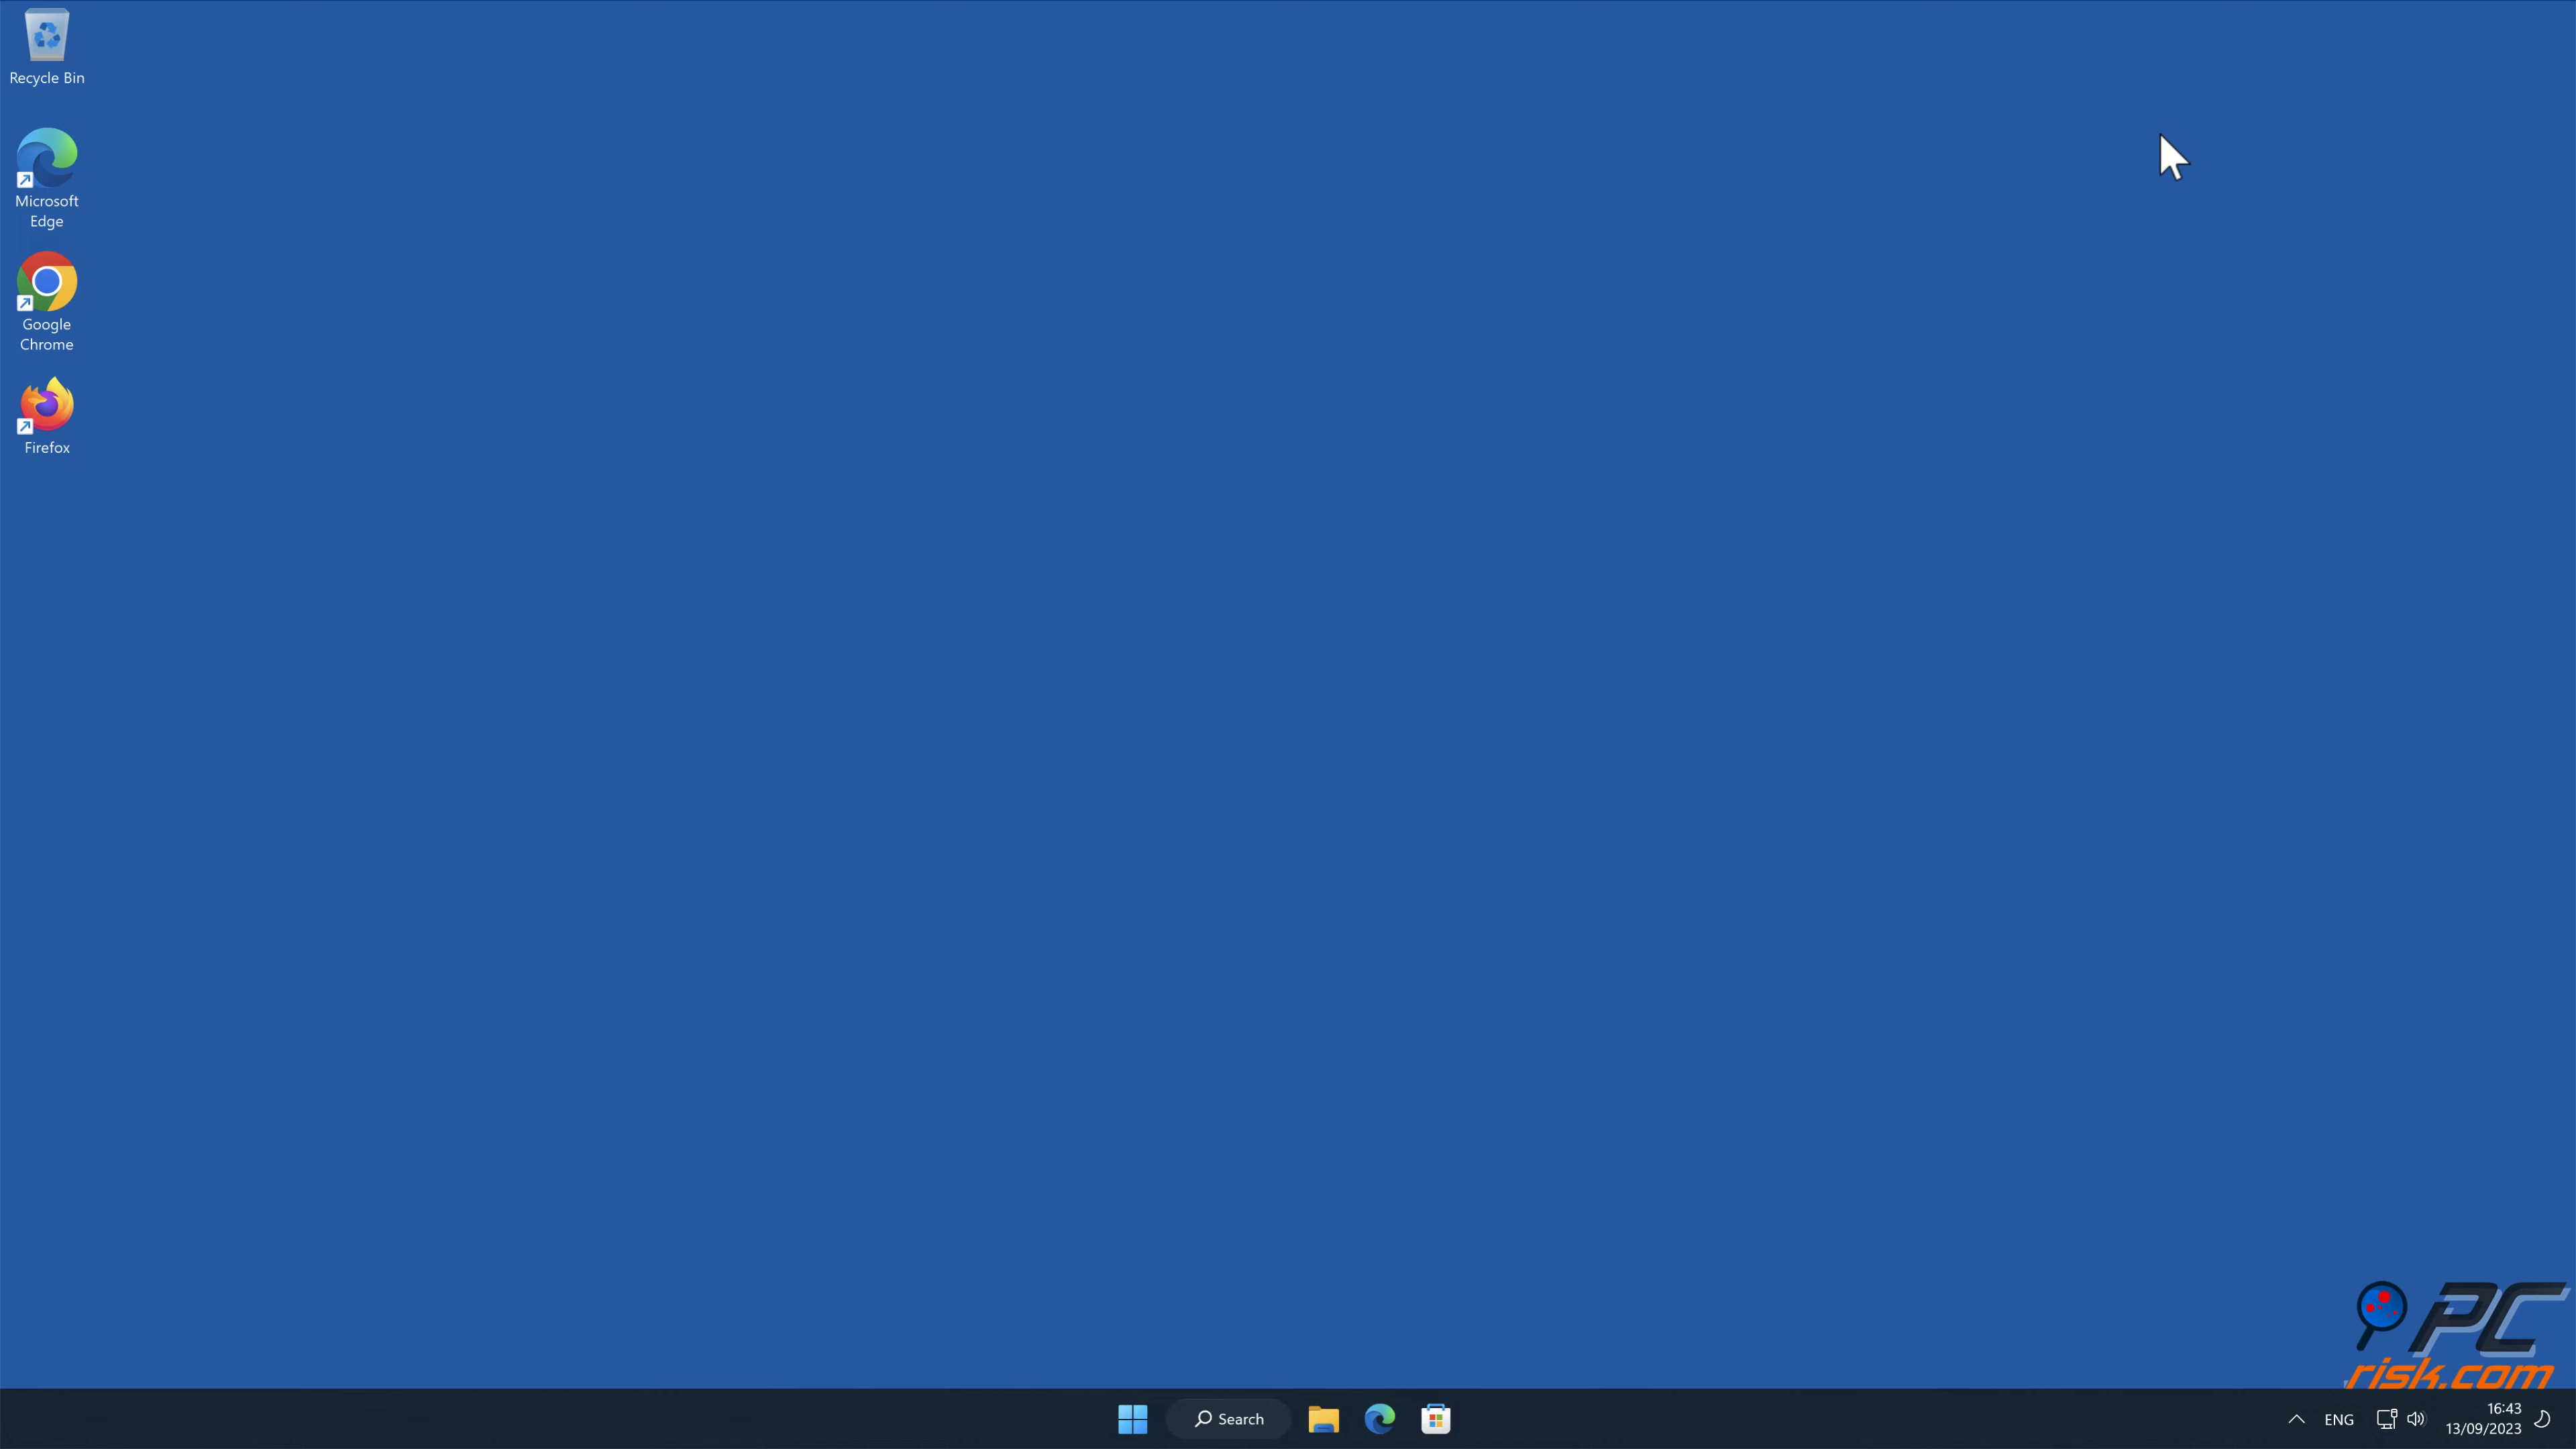 Recycle Bin
Microsoft
Edge
Google
Chrome
Firefox
PC
risk.com
Search
ENG
16:43
13/09/2023